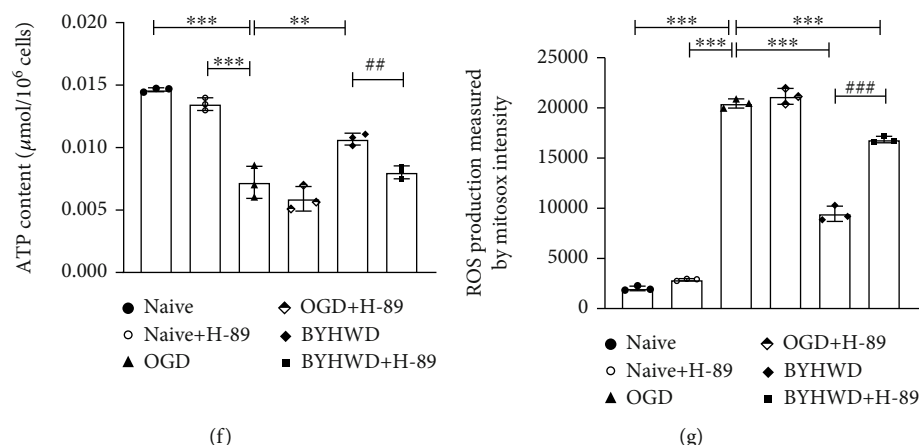 ***
**
***
##
0.020
0.015
0.010
0.005
0.000
ATP content (μmol/10⁶ cells)
Naive
Naive+H-89
OGD
OGD+H-89
BYHWD
BYHWD+H-89
(f)
***
***
***
***
###
25000
20000
15000
10000
5000
0
ROS production measured
by mitosox intensity
Naive
Naive+H-89
OGD
OGD+H-89
BYHWD
BYHWD+H-89
(g)